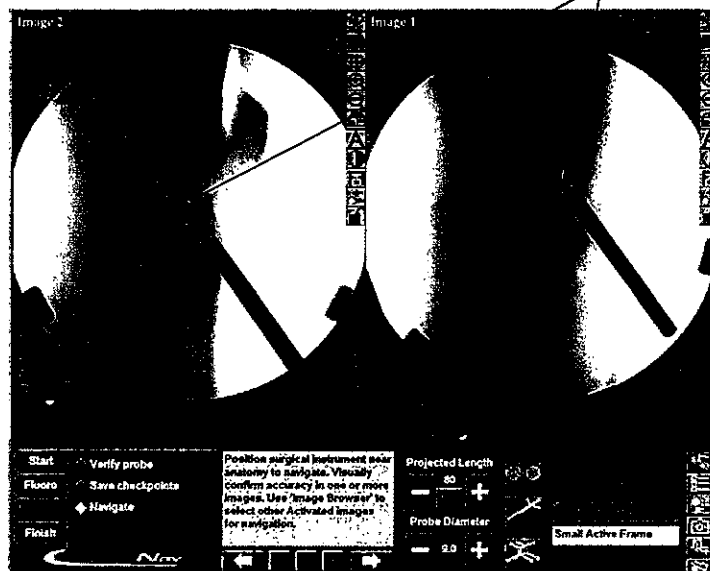 Image 2
Image 1
Start
Fluoro
Finish
Verify probe
Save checkpoints
Navigate
Position surgical instrument near
anatomy to navigate. Visually
confirm accuracy in one or more
images. Use 'Image Browser' to
select other Activated images
for navigation.
Projected Length
80
Probe Diameter
2.0
Small Active Frame